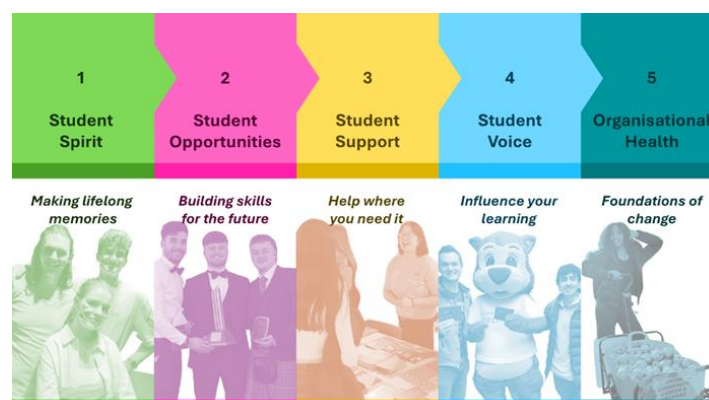 1
Student
Spirit
Making lifelong
memories
2
Student
Opportunities
Building skills
for the future
3
Student
Support
Help where
you need it
4
Student
Voice
Influence your
learning
5
Organisational
Health
Foundations of
change